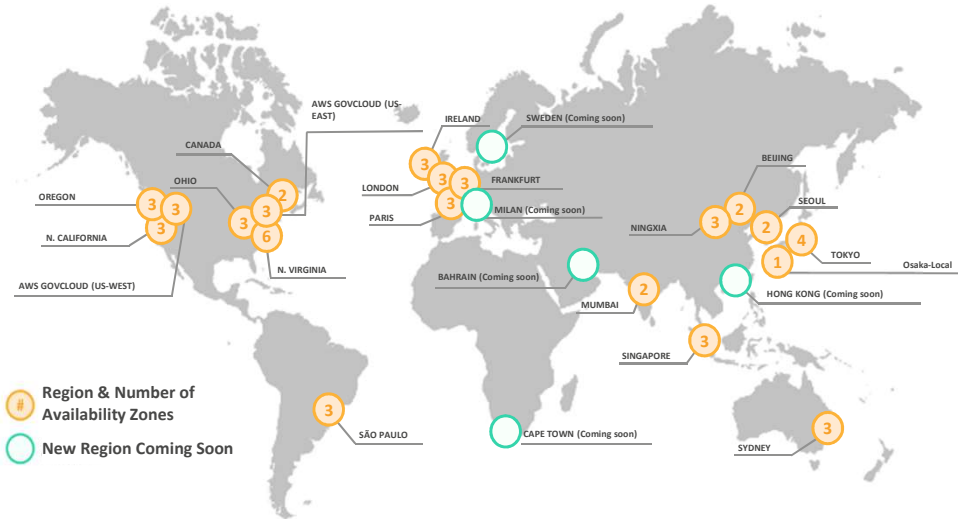 AWS GOVCLOUD (US-
EAST)
IRELAND
SWEDEN (Coming soon)
CANADA
BEIJING
OHIO
LONDON
FRANKFURT
OREGON
PARIS
MILAN (Coming soon)
SEOUL
NINGXIA
N. CALIFORNIA
N. VIRGINIA
TOKYO
Osaka-Local
AWS GOVCLOUD (US-WEST)
BAHRAIN (Coming soon)
MUMBAI
HONG KONG (Coming soon)
SINGAPORE
SÃO PAULO
CAPE TOWN (Coming soon)
SYDNEY
3
3
3
2
3
3
6
3
3
3
3
2
3
2
4
1
2
3
3
3
#
Region & Number of
Availability Zones
New Region Coming Soon